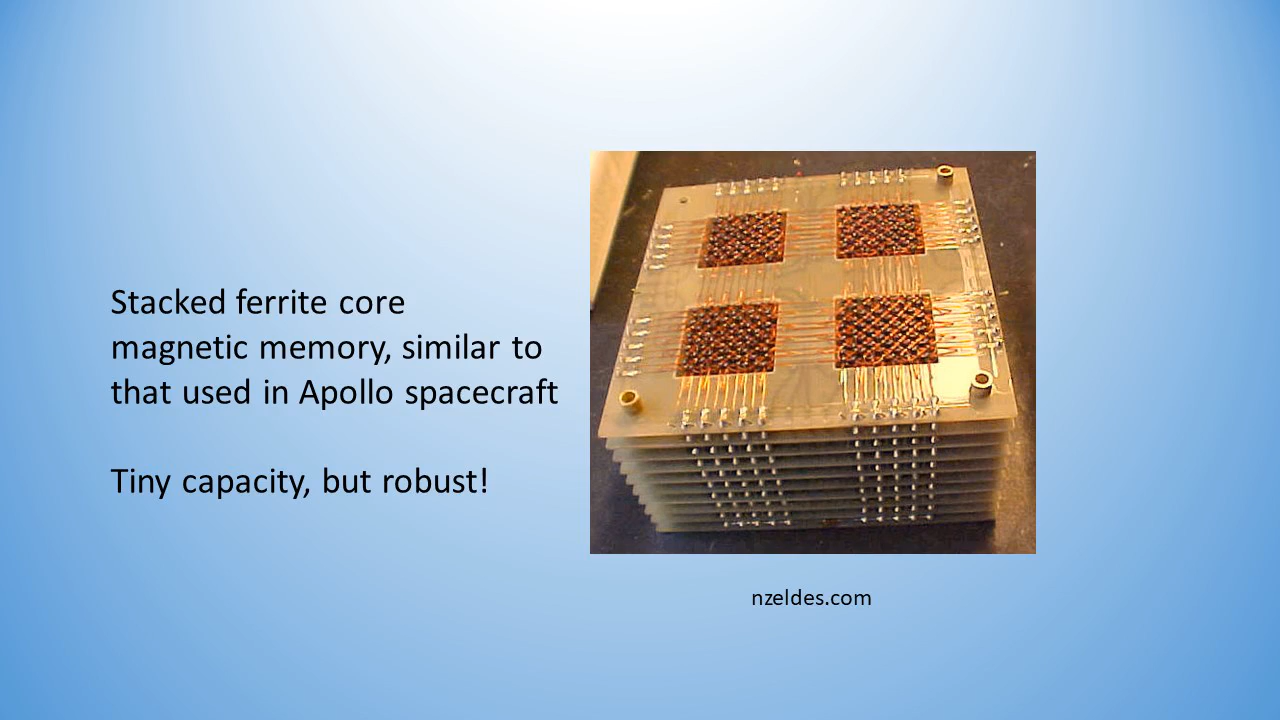 Stacked ferrite core
magnetic memory, similar to
that used in Apollo spacecraft
Tiny capacity, but robust!
nzeldes.com